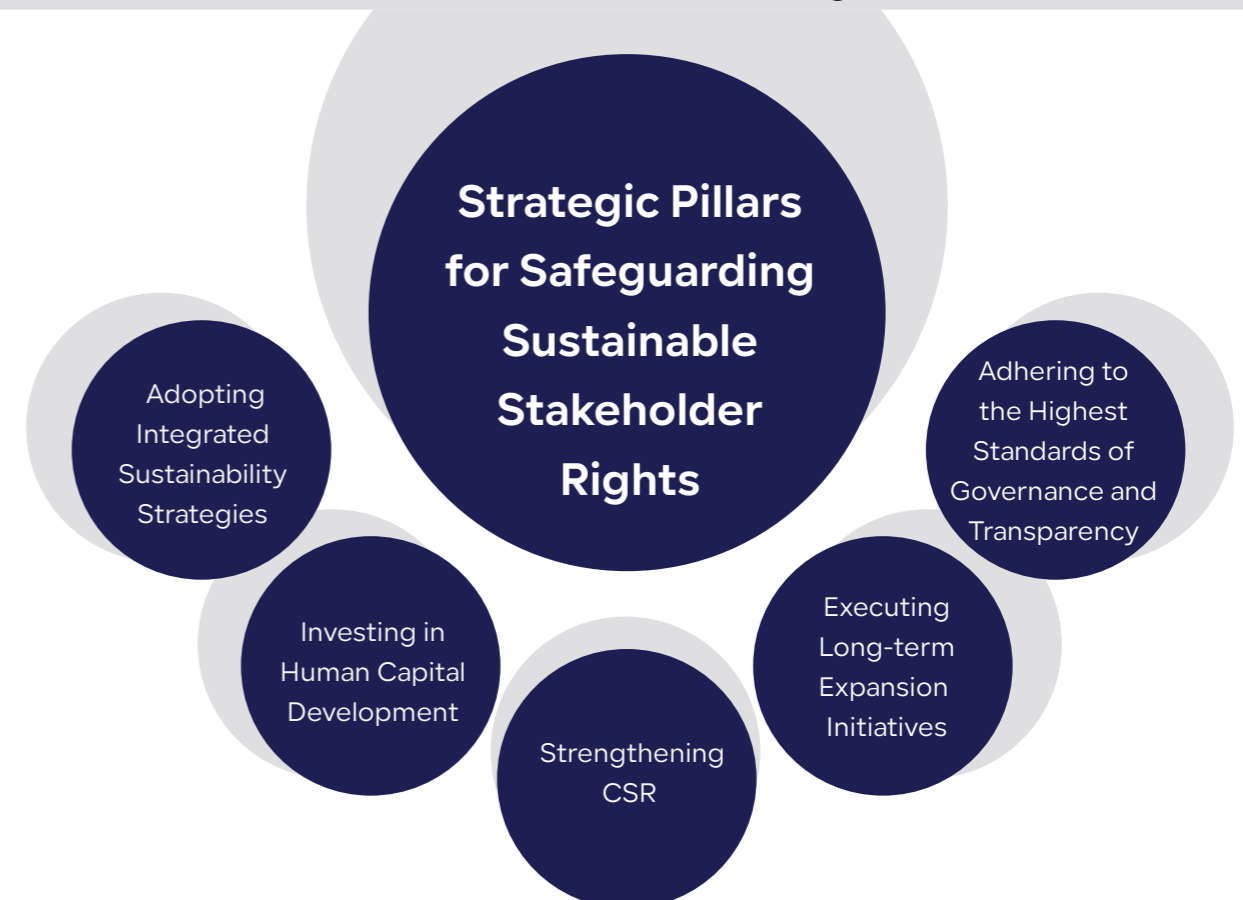 Strategic Pillars
for Safeguarding
Sustainable
Stakeholder
Rights
Adopting
Integrated
Sustainability
Strategies
Investing in
Human Capital
Development
Strengthening
CSR
Executing
Long-term
Expansion
Initiatives
Adhering to
the Highest
Standards of
Governance and
Transparency